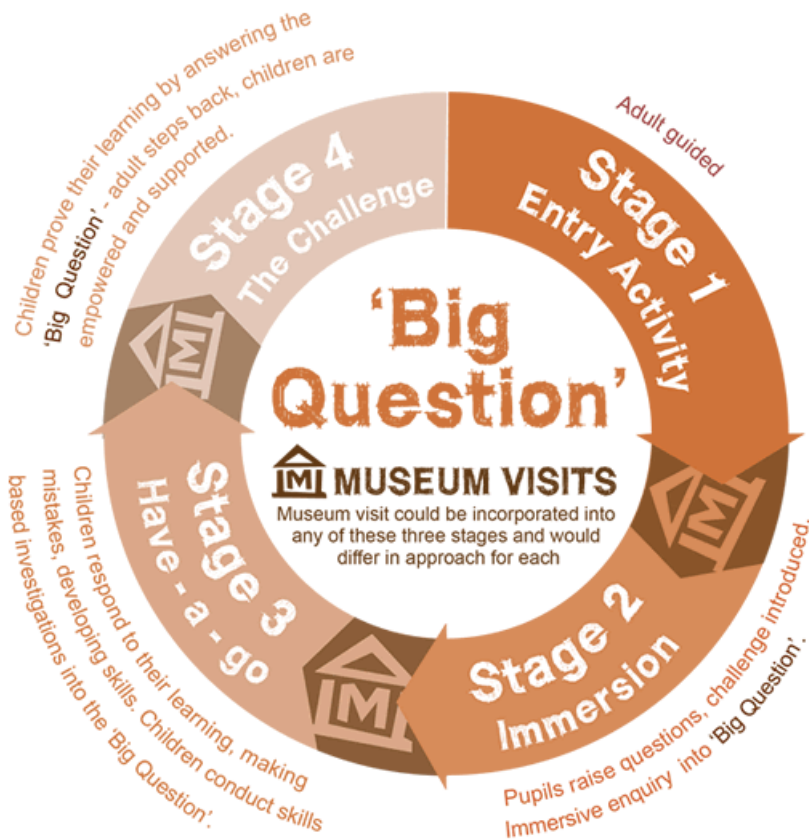 'Big
Question'
MUSEUM VISITS
Museum visit could be incorporated into
any of these three stages and would
differ in approach for each
Stage 1
Entry Activity
Adult guided
Stage 2
Immersion
Pupils raise questions, challenge introduced.
Immersive enquiry into 'Big Question'.
Stage 3
Have - a - go
Children respond to their learning, making
mistakes, developing skills. Children conduct skills
based investigations into the 'Big Question'.
Stage 4
The Challenge
Children prove their learning by answering the
'Big Question' - adult steps back, children are
empowered and supported.
M
M
M
M